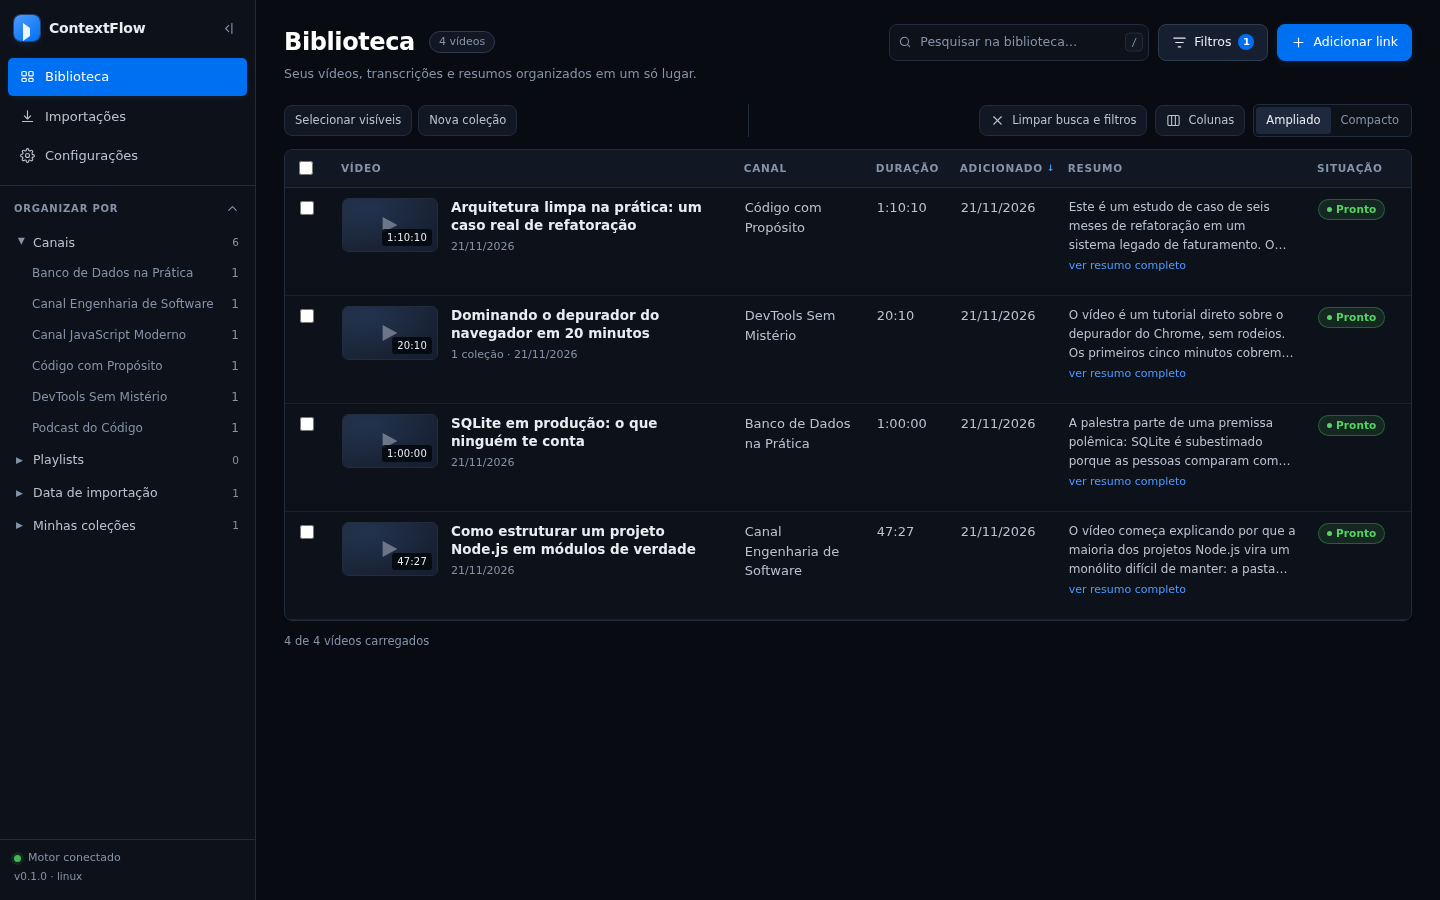 ContextFlow
Biblioteca
Importações
Configurações
ORGANIZAR POR
Canais 6
Banco de Dados na Prática 1
Canal Engenharia de Software 1
Canal JavaScript Moderno 1
Código com Propósito 1
DevTools Sem Mistério 1
Podcast do Código 1
Playlists 0
Data de importação 1
Minhas coleções 1
Motor conectado
v0.1.0 · linux
Biblioteca 4 vídeos
Seus vídeos, transcrições e resumos organizados em um só lugar.
Pesquisar na biblioteca… /
Filtros 1
Adicionar link
Selecionar visíveis
Nova coleção
Limpar busca e filtros
Colunas
Ampliado
Compacto
VÍDEO CANAL DURAÇÃO ADICIONADO ↓ RESUMO SITUAÇÃO
1:10:10
Arquitetura limpa na prática: um
caso real de refatoração
21/11/2026
Código com
Propósito
1:10:10
21/11/2026
Este é um estudo de caso de seis
meses de refatoração em um
sistema legado de faturamento. O…
ver resumo completo
Pronto
20:10
Dominando o depurador do
navegador em 20 minutos
1 coleção · 21/11/2026
DevTools Sem
Mistério
20:10
21/11/2026
O vídeo é um tutorial direto sobre o
depurador do Chrome, sem rodeios.
Os primeiros cinco minutos cobrem…
ver resumo completo
Pronto
1:00:00
SQLite em produção: o que
ninguém te conta
21/11/2026
Banco de Dados
na Prática
1:00:00
21/11/2026
A palestra parte de uma premissa
polêmica: SQLite é subestimado
porque as pessoas comparam com…
ver resumo completo
Pronto
47:27
Como estruturar um projeto
Node.js em módulos de verdade
21/11/2026
Canal
Engenharia de
Software
47:27
21/11/2026
O vídeo começa explicando por que a
maioria dos projetos Node.js vira um
monólito difícil de manter: a pasta…
ver resumo completo
Pronto
4 de 4 vídeos carregados